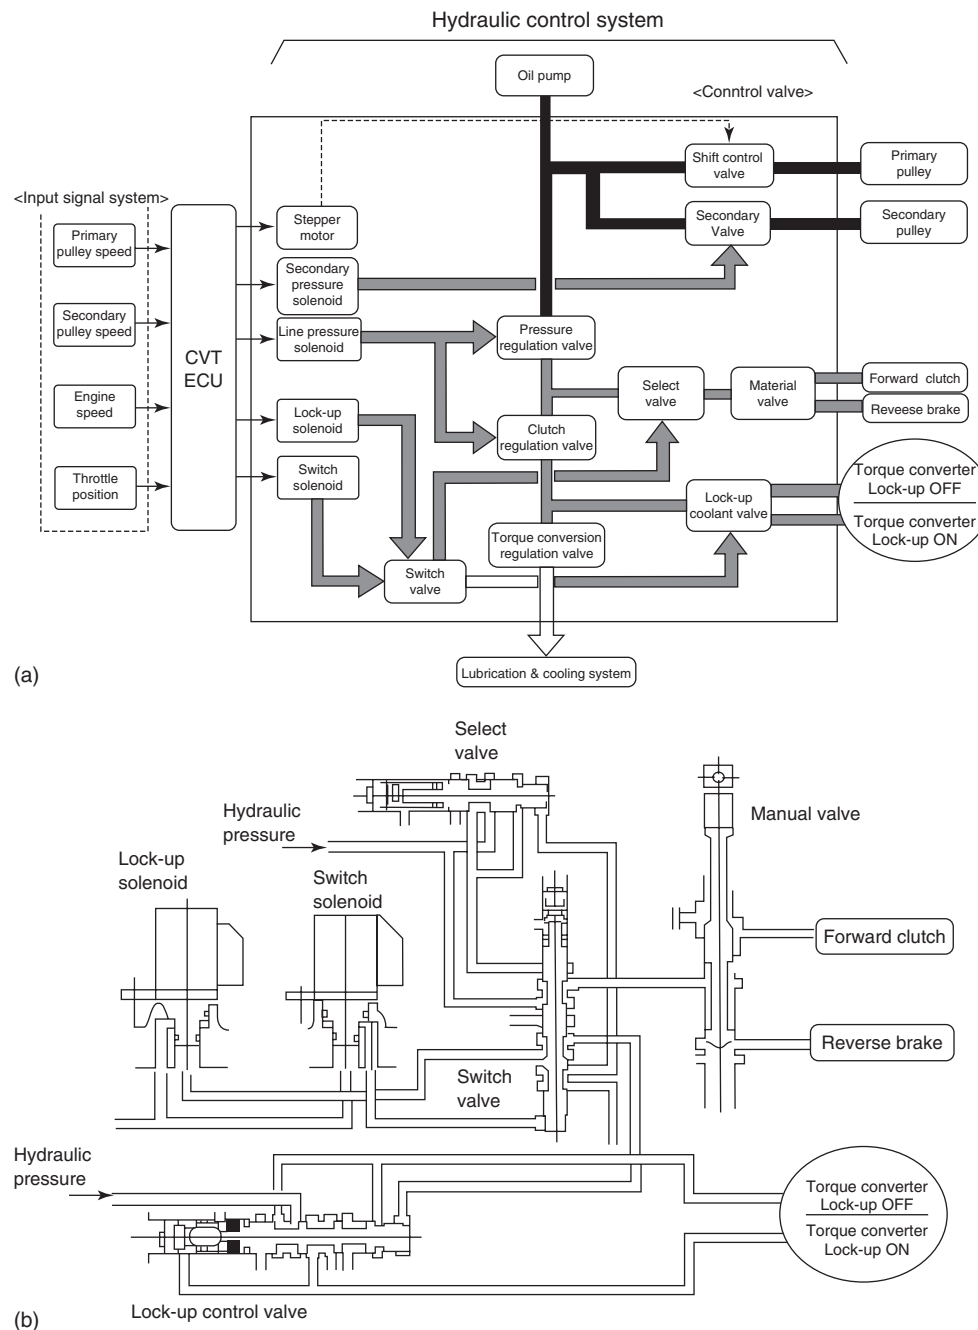 Hydraulic control system
Oil pump
<Conntrol valve>
Shift control
valve
Primary
pulley
<Input signal system>
Stepper
motor
Secondary
Valve
Secondary
pulley
Primary
pulley speed
Secondary
pressure
solenoid
Secondary
pulley speed
Line pressure
solenoid
Pressure
regulation valve
CVT
ECU
Select
valve
Material
valve
Forward clutch
Reveese brake
Engine
speed
Lock-up
solenoid
Clutch
regulation valve
Throttle
position
Switch
solenoid
Lock-up
coolant valve
Torque converter
Lock-up OFF
Torque converter
Lock-up ON
Torque conversion
regulation valve
Switch
valve
Lubrication & cooling system
(a)
Select
valve
Hydraulic
pressure
Manual valve
Lock-up
solenoid
Switch
solenoid
Forward clutch
Reverse brake
Switch
valve
Hydraulic
pressure
Torque converter
Lock-up OFF
Torque converter
Lock-up ON
Lock-up control valve
(b)